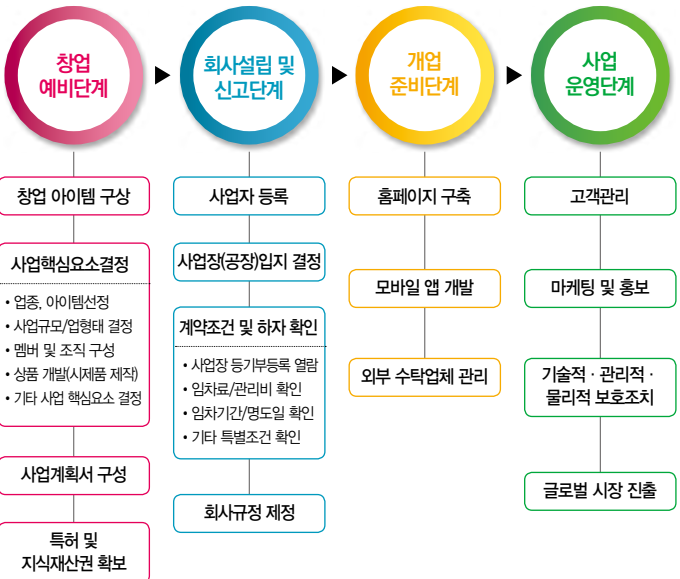 창업
예비단계
회사설립 및
신고단계
개업
준비단계
사업
운영단계
창업 아이템 구상
사업핵심요소결정
• 업종, 아이템선정
• 사업규모/업형태 결정
• 멤버 및 조직 구성
• 상품 개발(시제품 제작)
• 기타 사업 핵심요소 결정
사업계획서 구성
특허 및
지식재산권 확보
사업자 등록
사업장(공장)입지 결정
계약조건 및 하자 확인
• 사업장 등기부등록 열람
• 임차료/관리비 확인
• 임차기간/명도일 확인
• 기타 특별조건 확인
회사규정 제정
홈페이지 구축
모바일 앱 개발
외부 수탁업체 관리
고객관리
마케팅 및 홍보
기술적 · 관리적 ·
물리적 보호조치
글로벌 시장 진출